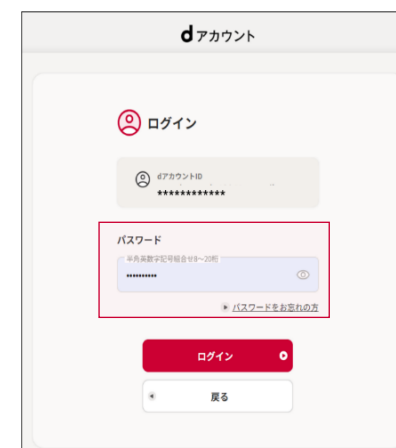 dアカウント
ログイン
dアカウントID
************
パスワード
半角英数字記号組合せ8～20桁
••••••••••
パスワードをお忘れの方
ログイン
戻る